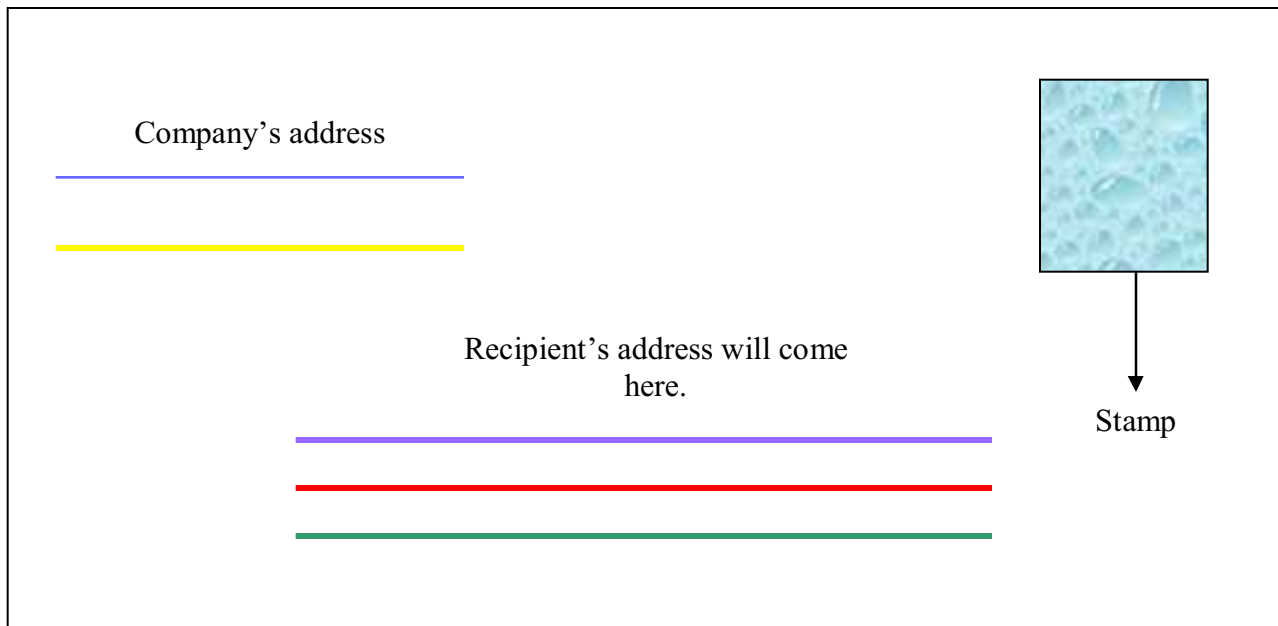 Company’s address
Recipient’s address will come
here.
Stamp